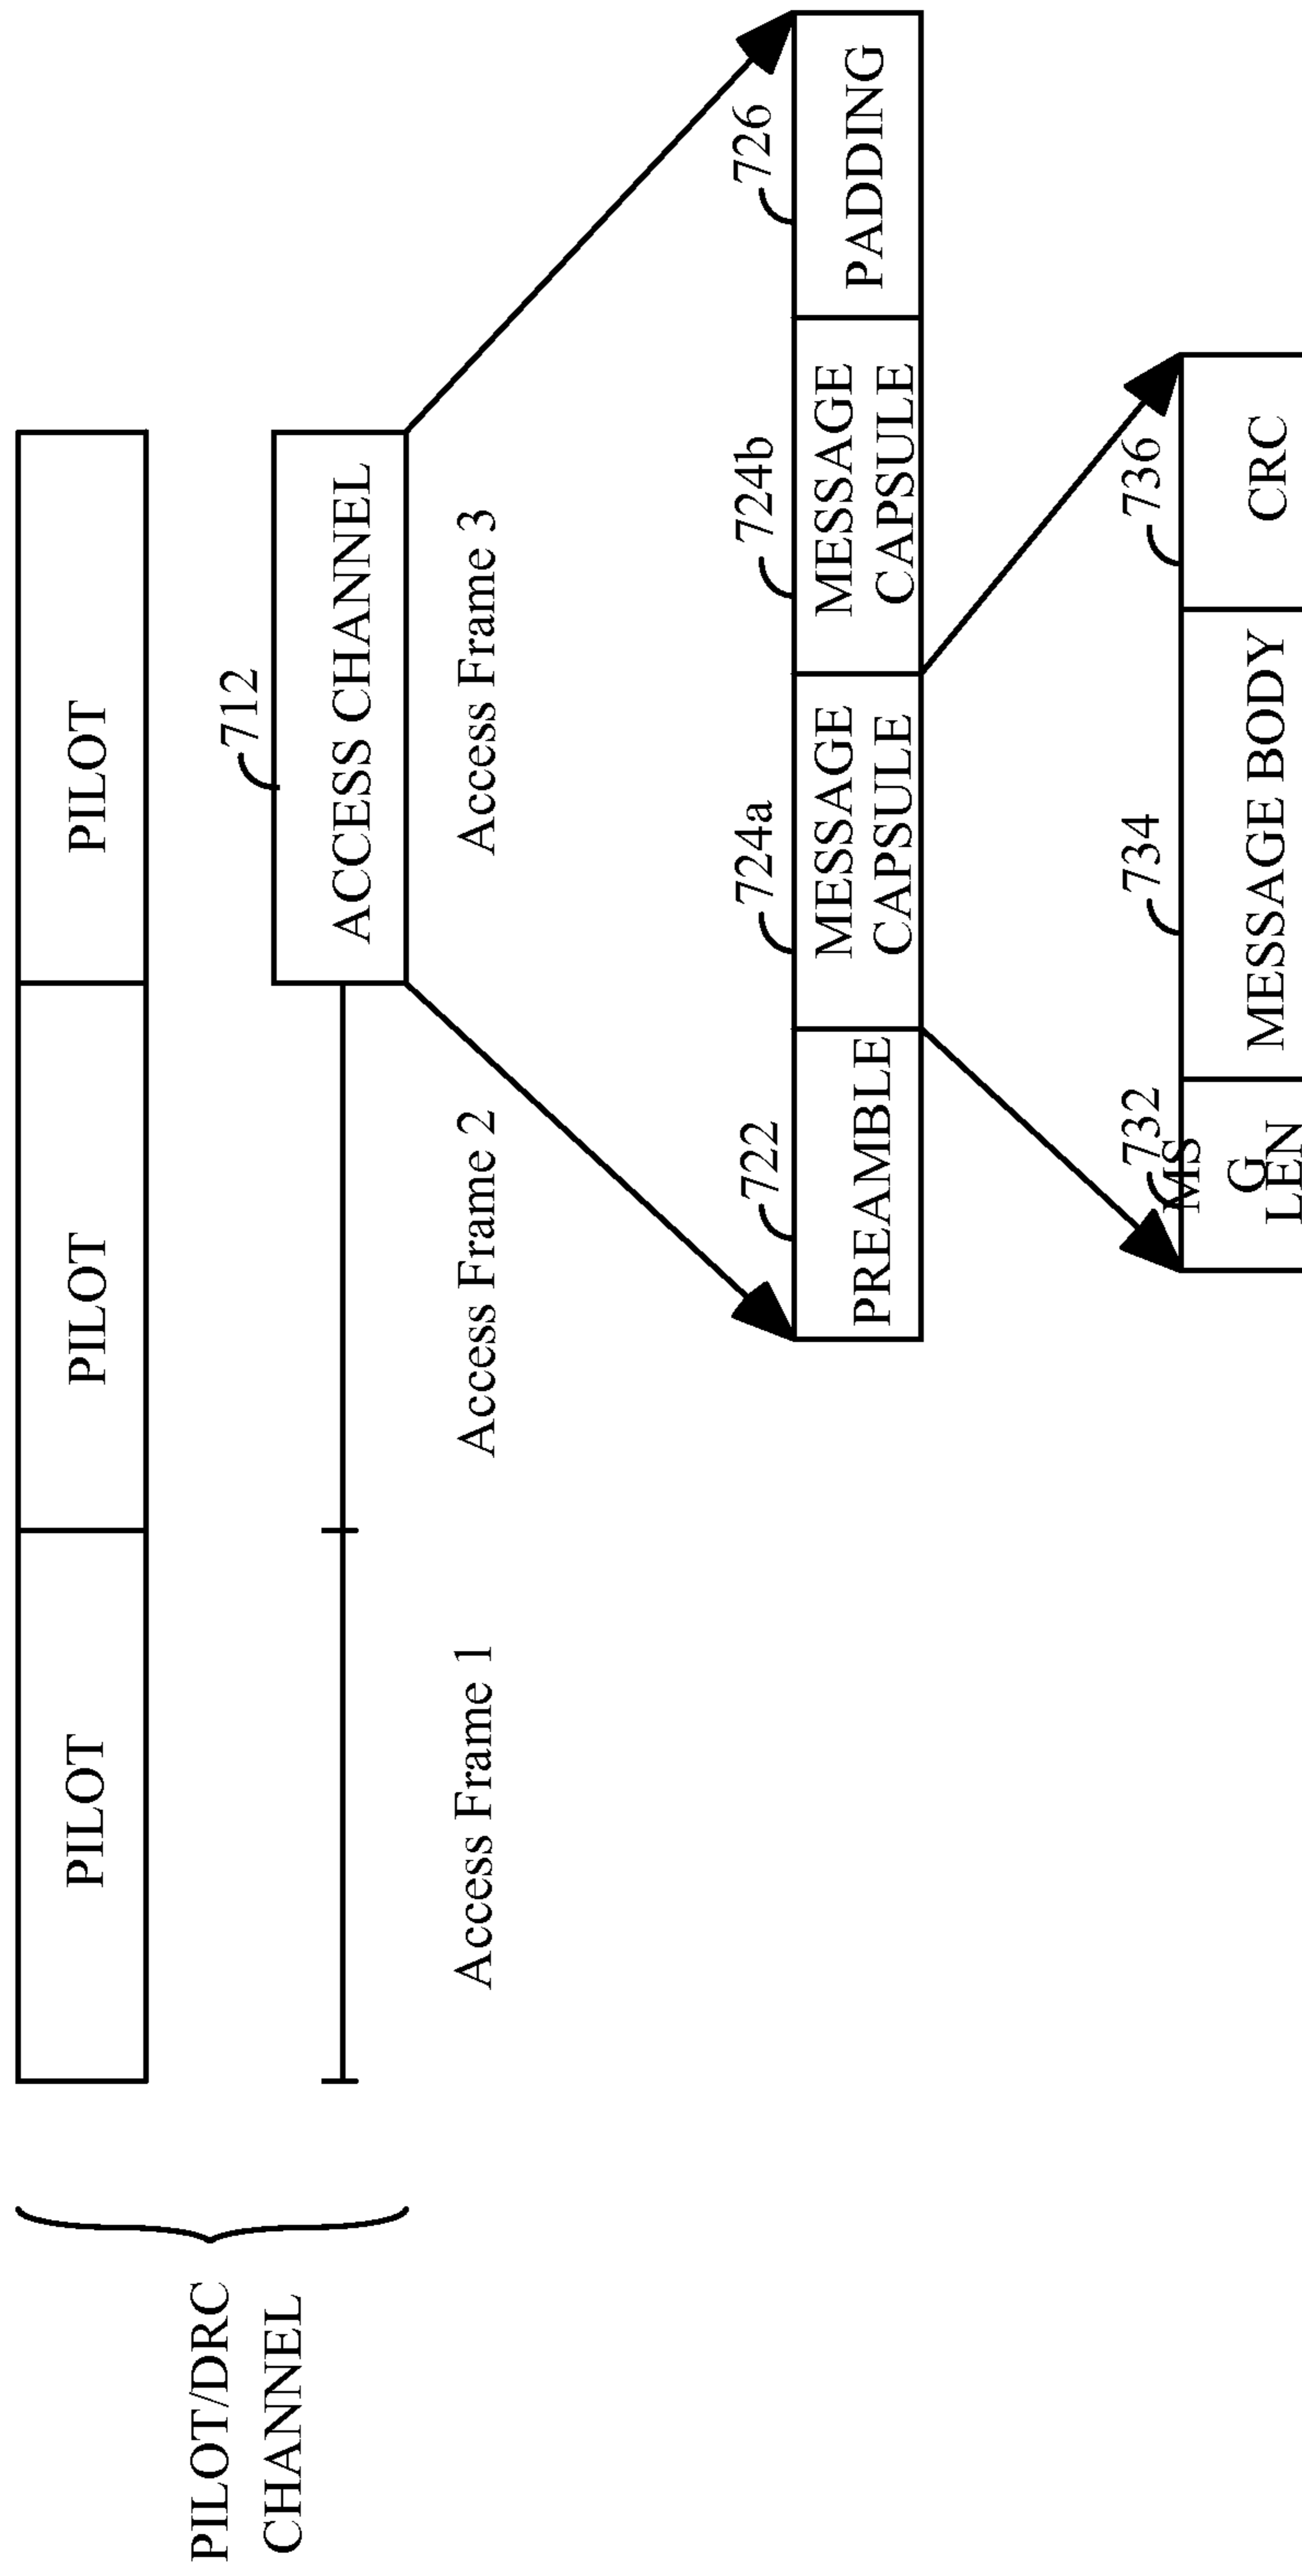 PILOT/DRC
CHANNEL
PILOT
PILOT
PILOT
712
ACCESS CHANNEL
Access Frame 1
Access Frame 2
Access Frame 3
722
724a
724b
726
PREAMBLE
MESSAGE
CAPSULE
MESSAGE
CAPSULE
PADDING
732
734
736
MS
G
LEN
MESSAGE BODY
CRC